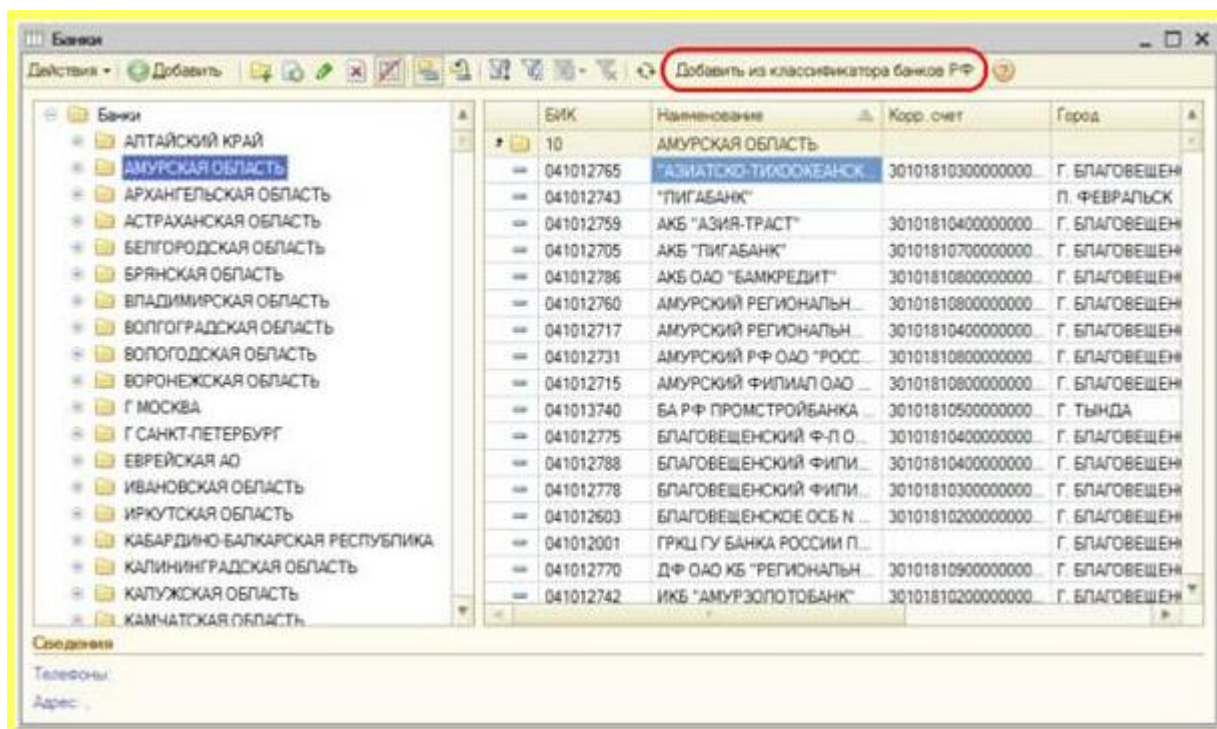 Банки
Действия Добавить Добавить из классификатора банков РФ
Банки
АЛТАЙСКИЙ КРАЙ
АМУРСКАЯ ОБЛАСТЬ
АРХАНГЕЛЬСКАЯ ОБЛАСТЬ
АСТРАХАНСКАЯ ОБЛАСТЬ
БЕЛГОРОДСКАЯ ОБЛАСТЬ
БРЯНСКАЯ ОБЛАСТЬ
ВЛАДИМИРСКАЯ ОБЛАСТЬ
ВОЛГОГРАДСКАЯ ОБЛАСТЬ
ВОЛОГОДСКАЯ ОБЛАСТЬ
ВОРОНЕЖСКАЯ ОБЛАСТЬ
Г МОСКВА
Г САНКТ-ПЕТЕРБУРГ
ЕВРЕЙСКАЯ АО
ИВАНОВСКАЯ ОБЛАСТЬ
ИРКУТСКАЯ ОБЛАСТЬ
КАБАРДИНО-БАЛКАРСКАЯ РЕСПУБЛИКА
КАЛИНИНГРАДСКАЯ ОБЛАСТЬ
КАЛУЖСКАЯ ОБЛАСТЬ
КАМЧАТСКАЯ ОБЛАСТЬ
БИК Наименование Корр. счет Город
10 АМУРСКАЯ ОБЛАСТЬ
041012765 "АЗИАТСКО-ТИХООКЕАНСК... 30101810300000000... Г. БЛАГОВЕЩЕН
041012743 "ЛИГАБАНК" П. ФЕВРАЛЬСК
041012759 АКБ "АЗИЯ-ТРАСТ" 30101810400000000... Г. БЛАГОВЕЩЕН
041012705 АКБ "ЛИГАБАНК" 30101810700000000... Г. БЛАГОВЕЩЕН
041012786 АКБ ОАО "БАМКРЕДИТ" 30101810800000000... Г. БЛАГОВЕЩЕН
041012760 АМУРСКИЙ РЕГИОНАЛЬН... 30101810800000000... Г. БЛАГОВЕЩЕН
041012717 АМУРСКИЙ РЕГИОНАЛЬН... 30101810400000000... Г. БЛАГОВЕЩЕН
041012731 АМУРСКИЙ РФ ОАО "РОСС... 30101810800000000... Г. БЛАГОВЕЩЕН
041012715 АМУРСКИЙ ФИЛИАЛ ОАО ... 30101810800000000... Г. БЛАГОВЕЩЕН
041013740 БА РФ ПРОМСТРОЙБАНКА ... 30101810500000000... Г. ТЫНДА
041012775 БЛАГОВЕЩЕНСКИЙ Ф-Л О... 30101810400000000... Г. БЛАГОВЕЩЕН
041012788 БЛАГОВЕЩЕНСКИЙ ФИЛИ... 30101810400000000... Г. БЛАГОВЕЩЕН
041012778 БЛАГОВЕЩЕНСКИЙ ФИЛИ... 30101810300000000... Г. БЛАГОВЕЩЕН
041012603 БЛАГОВЕЩЕНСКОЕ ОСБ N ... 30101810200000000... Г. БЛАГОВЕЩЕН
041012001 ГРКЦ ГУ БАНКА РОССИИ П... Г. БЛАГОВЕЩЕН
041012770 ДФ ОАО КБ "РЕГИОНАЛЬН... 30101810900000000... Г. БЛАГОВЕЩЕН
041012742 ИКБ "АМУРЗОЛОТОБАНК" 30101810200000000... Г. БЛАГОВЕЩЕН
Сведения
Телефоны:
Адрес: ,